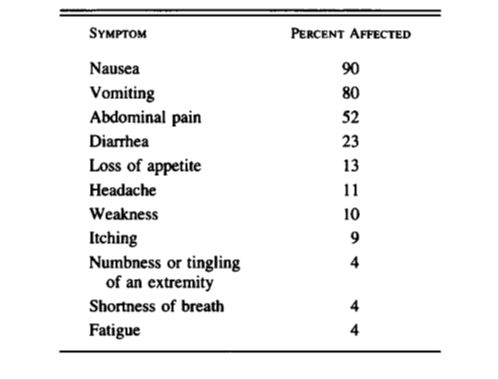 SYMPTOM PERCENT AFFECTED
Nausea 90
Vomiting 80
Abdominal pain 52
Diarrhea 23
Loss of appetite 13
Headache 11
Weakness 10
Itching 9
Numbness or tingling 4
of an extremity
Shortness of breath 4
Fatigue 4